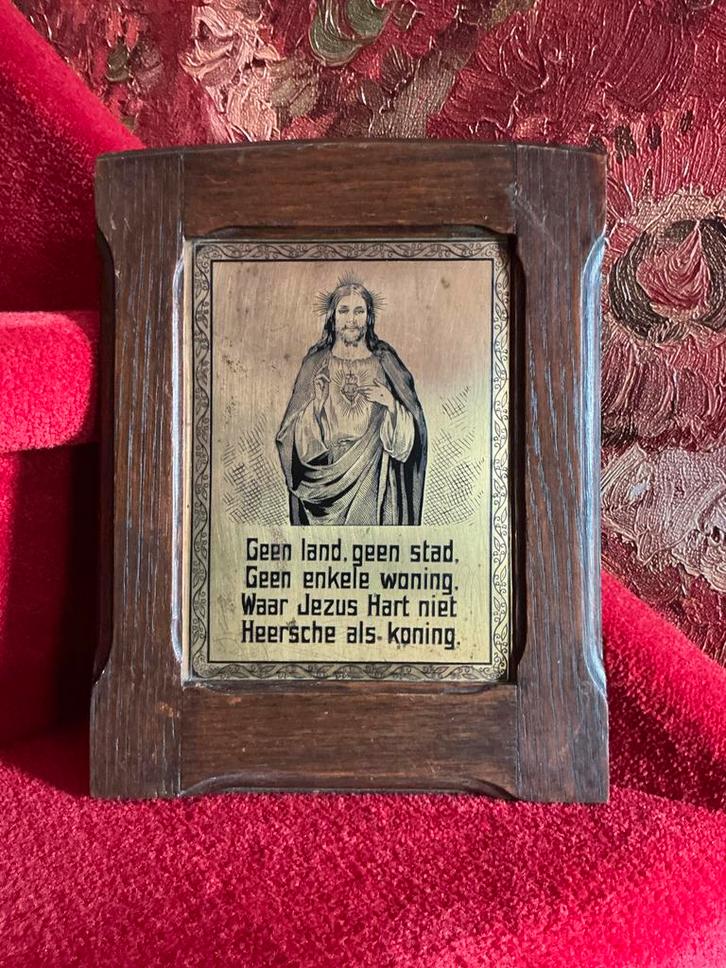 Geen land, geen stad,
Geen enkele woning,
Waar Jezus Hart niet
Heersche als koning.